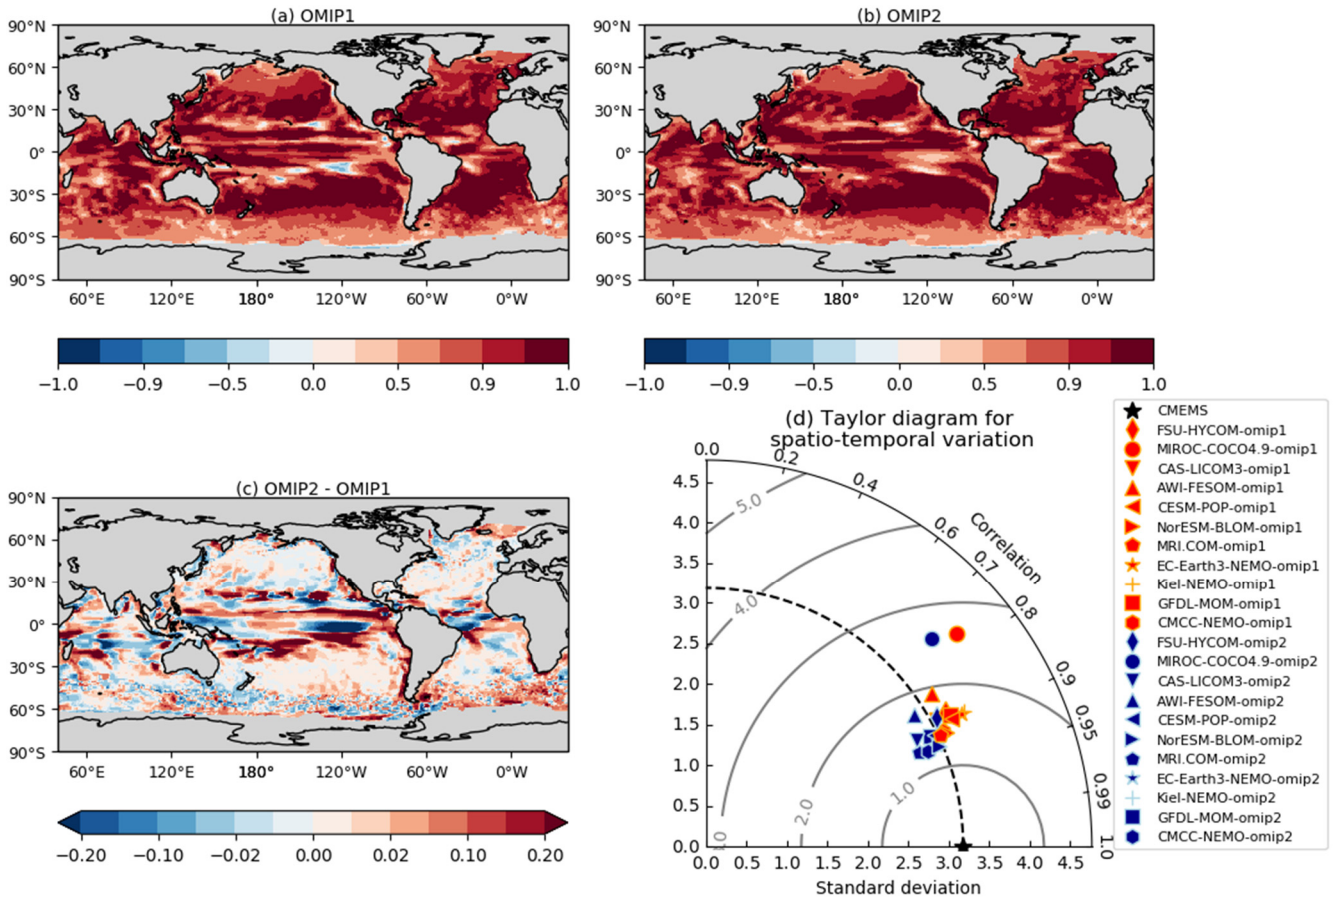 (a) OMIP1
90°N
60°N
30°N
0°
30°S
60°S
90°S
60°E 120°E 180° 120°W 60°W 0°W
−1.0 −0.9 −0.5 0.0 0.5 0.9 1.0
(b) OMIP2
90°N
60°N
30°N
0°
30°S
60°S
90°S
60°E 120°E 180° 120°W 60°W 0°W
−1.0 −0.9 −0.5 0.0 0.5 0.9 1.0
(c) OMIP2 - OMIP1
90°N
60°N
30°N
0°
30°S
60°S
90°S
60°E 120°E 180° 120°W 60°W 0°W
−0.20 −0.10 −0.02 0.00 0.02 0.10 0.20
(d) Taylor diagram for
spatio-temporal variation
0.0 0.2 0.4 0.6 0.7 0.8 0.9 0.95 0.99 1.0
Correlation
4.5
4.0
3.5
3.0
2.5
2.0
1.5
1.0
0.5
0.0
5.0
4.0
2.0
1.0
0.0 0.5 1.0 1.5 2.0 2.5 3.0 3.5 4.0 4.5
Standard deviation
CMEMS
FSU-HYCOM-omip1
MIROC-COCO4.9-omip1
CAS-LICOM3-omip1
AWI-FESOM-omip1
CESM-POP-omip1
NorESM-BLOM-omip1
MRI.COM-omip1
EC-Earth3-NEMO-omip1
Kiel-NEMO-omip1
GFDL-MOM-omip1
CMCC-NEMO-omip1
FSU-HYCOM-omip2
MIROC-COCO4.9-omip2
CAS-LICOM3-omip2
AWI-FESOM-omip2
CESM-POP-omip2
NorESM-BLOM-omip2
MRI.COM-omip2
EC-Earth3-NEMO-omip2
Kiel-NEMO-omip2
GFDL-MOM-omip2
CMCC-NEMO-omip2